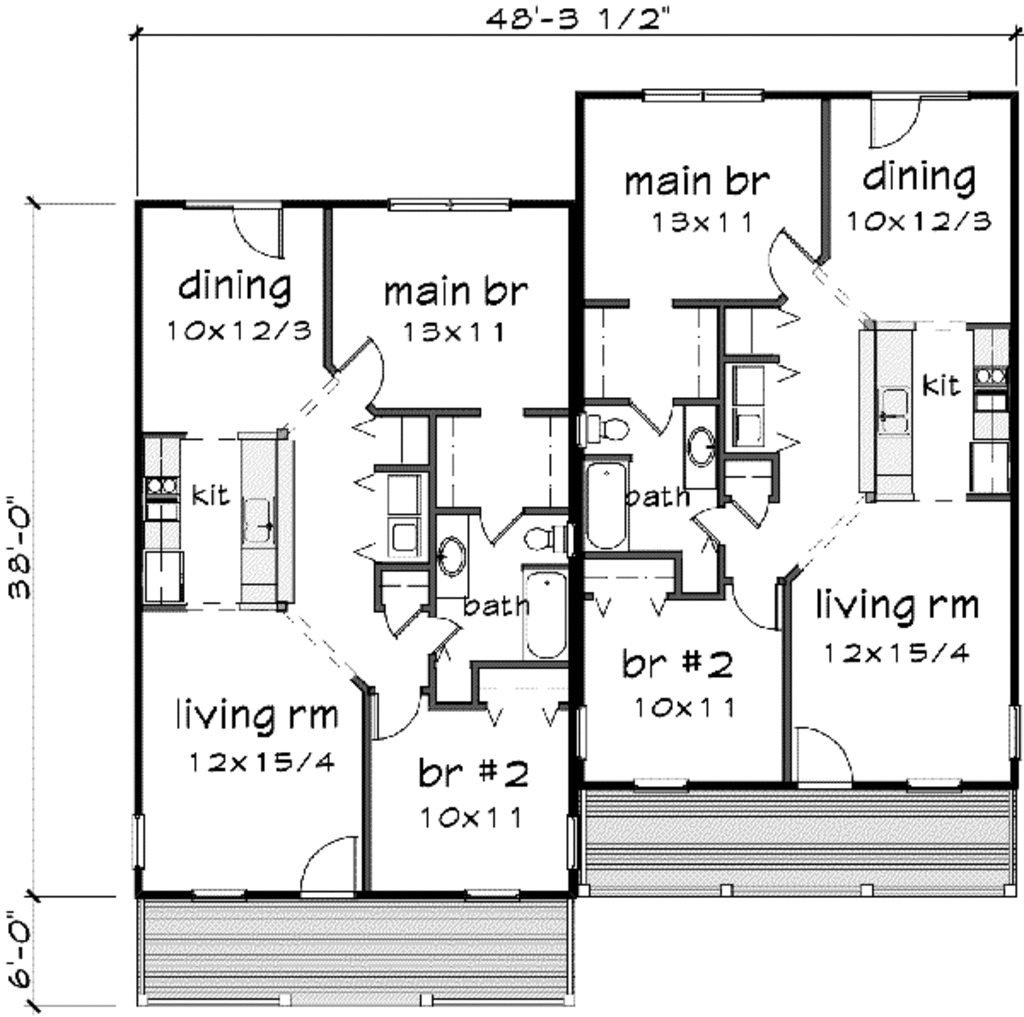 48'-3 1/2"
main br
13x11
dining
10x12/3
dining
10x12/3
main br
13x11
kit
kit
bath
bath
38'-0"
living rm
12x15/4
br #2
10x11
living rm
12x15/4
br #2
10x11
6'-0"